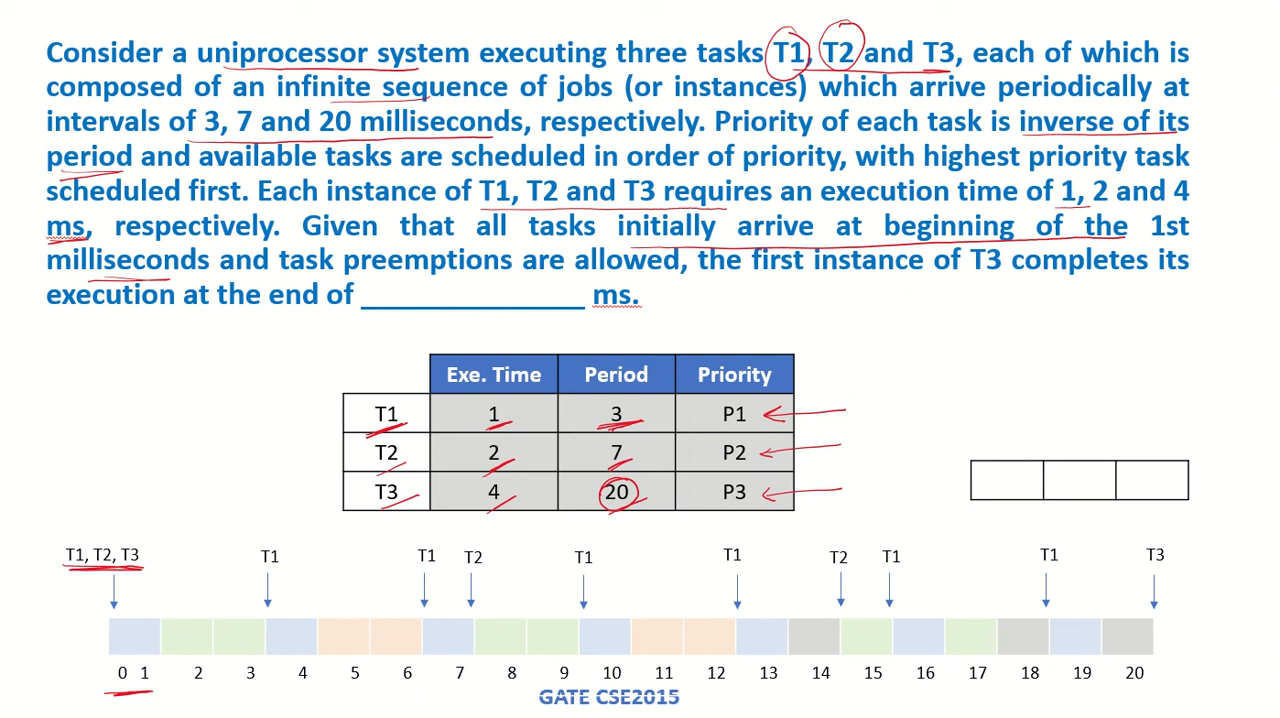 Consider a uniprocessor system executing three tasks T1, T2 and T3, each of which is
composed of an infinite sequence of jobs (or instances) which arrive periodically at
intervals of 3, 7 and 20 milliseconds, respectively. Priority of each task is inverse of its
period and available tasks are scheduled in order of priority, with highest priority task
scheduled first. Each instance of T1, T2 and T3 requires an execution time of 1, 2 and 4
ms, respectively. Given that all tasks initially arrive at beginning of the 1st
milliseconds and task preemptions are allowed, the first instance of T3 completes its
execution at the end of _______________ ms.
Exe. Time Period Priority
T1 1 3 P1
T2 2 7 P2
T3 4 20 P3
T1, T2, T3 T1 T1 T2 T1 T1 T2 T1 T1 T3
0 1 2 3 4 5 6 7 8 9 10 11 12 13 14 15 16 17 18 19 20
GATE CSE2015